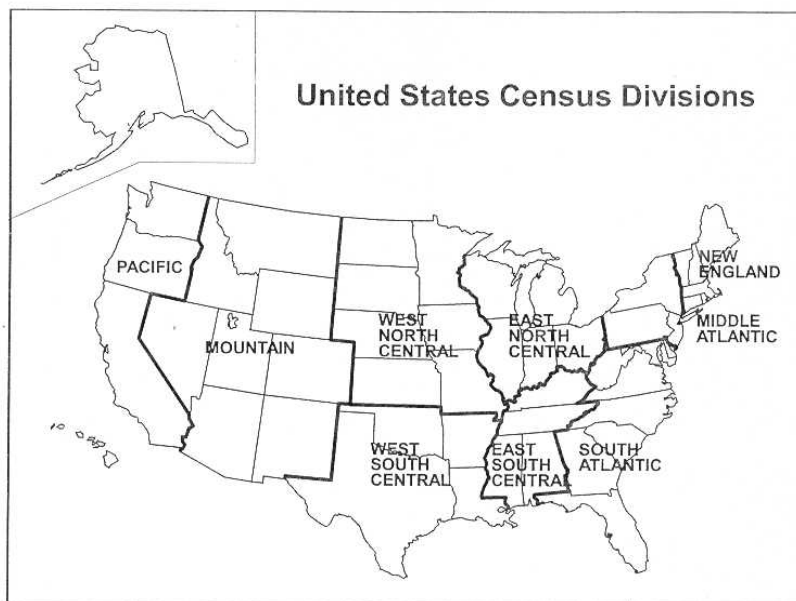 United States Census Divisions
PACIFIC
MOUNTAIN
WEST
NORTH
CENTRAL
EAST
NORTH
CENTRAL
NEW
ENGLAND
MIDDLE
ATLANTIC
WEST
SOUTH
CENTRAL
EAST
SOUTH
CENTRAL
SOUTH
ATLANTIC